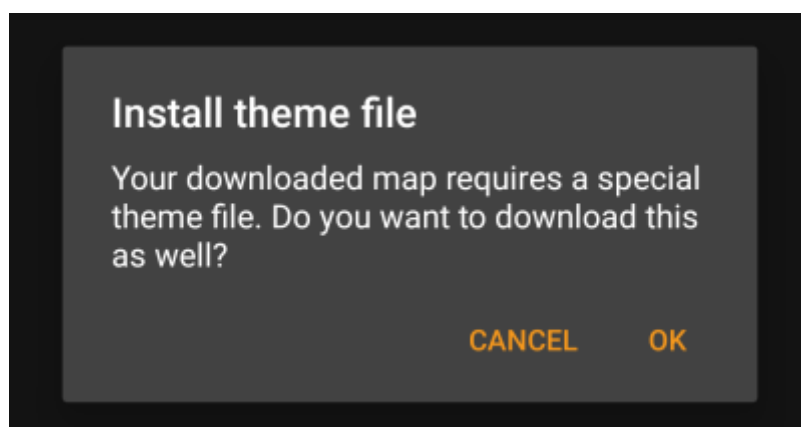 Install theme file
Your downloaded map requires a special
theme file. Do you want to download this
as well?
CANCEL OK